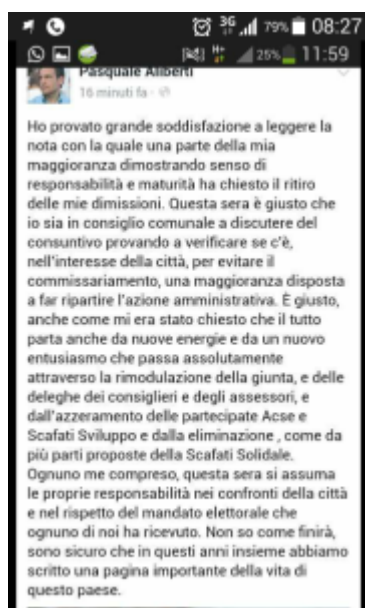 3G 79% 08:27
H+ 25% 11:59
Pasquale Aliberti
16 minuti fa
Ho provato grande soddisfazione a leggere la
nota con la quale una parte della mia
maggioranza dimostrando senso di
responsabilità e maturità ha chiesto il ritiro
delle mie dimissioni. Questa sera è giusto che
io sia in consiglio comunale a discutere del
consuntivo provando a verificare se c'è,
nell'interesse della città, per evitare il
commissariamento, una maggioranza disposta
a far ripartire l'azione amministrativa. È giusto,
anche come mi era stato chiesto che il tutto
parta anche da nuove energie e da un nuovo
entusiasmo che passa assolutamente
attraverso la rimodulazione della giunta, e delle
deleghe dei consiglieri e degli assessori, e
dall'azzeramento delle partecipate Acse e
Scafati Sviluppo e dalla eliminazione , come da
più parti proposte della Scafati Solidale.
Ognuno me compreso, questa sera si assuma
le proprie responsabilità nei confronti della città
e nel rispetto del mandato elettorale che
ognuno di noi ha ricevuto. Non so come finirà,
sono sicuro che in questi anni insieme abbiamo
scritto una pagina importante della vita di
questo paese.